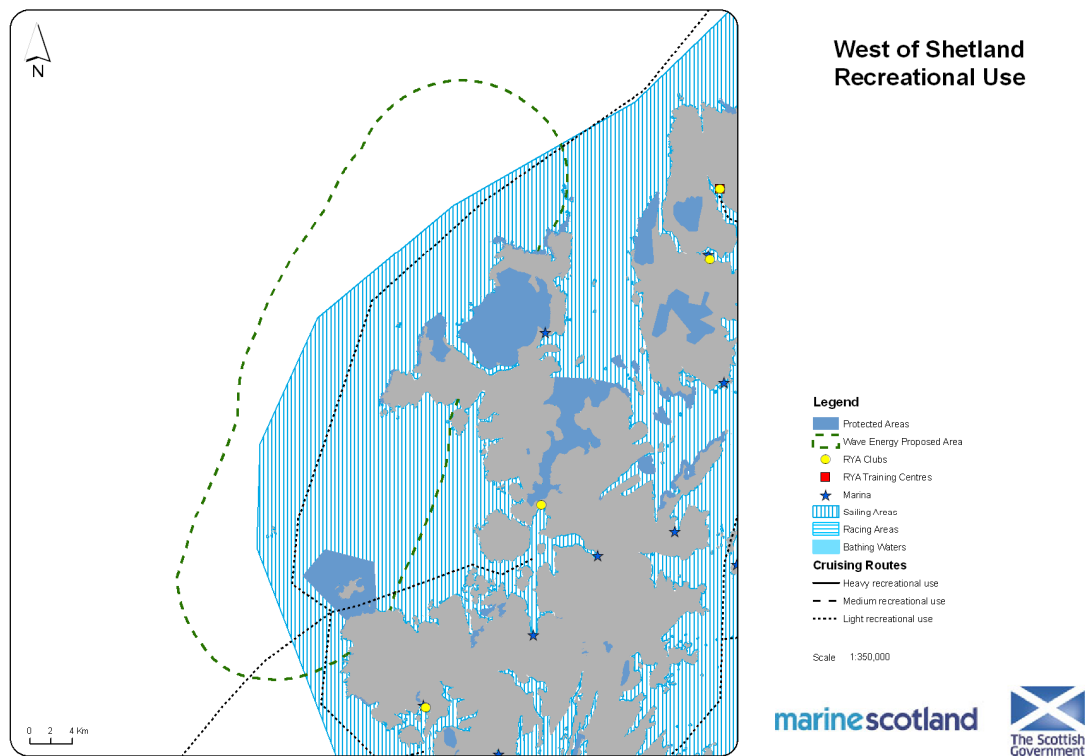 N
West of Shetland
Recreational Use
Legend
Protected Areas
Wave Energy Proposed Area
RYA Clubs
RYA Training Centres
Marina
Sailing Areas
Racing Areas
Bathing Waters
Cruising Routes
Heavy recreational use
Medium recreational use
Light recreational use
Scale 1:350,000
0 2 4 Km
marinescotland
The Scottish
Government